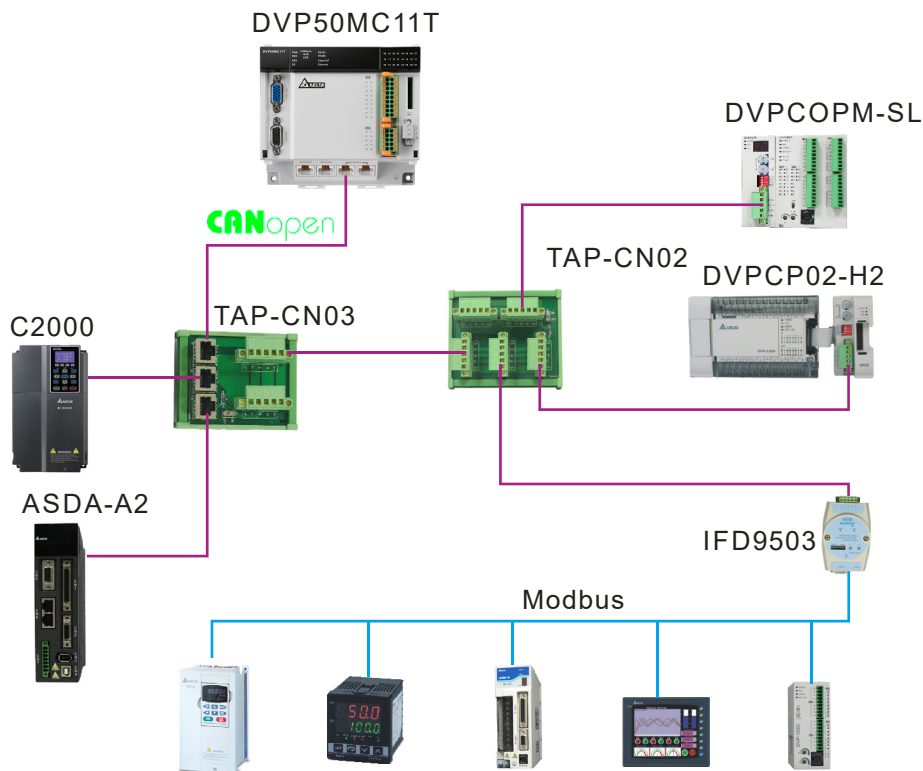 DVP50MC11T
DVPCOPM-SL
CANopen
TAP-CN02
DVPCP02-H2
TAP-CN03
C2000
ASDA-A2
IFD9503
Modbus
50.0
100.0